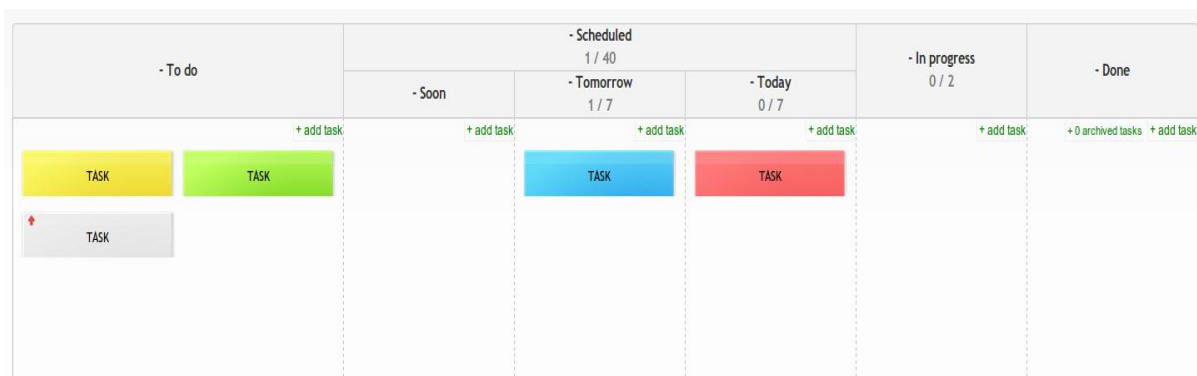 - To do
- Scheduled
1 / 40
- Soon
- Tomorrow
1 / 7
- Today
0 / 7
- In progress
0 / 2
- Done
+ add task
+ add task
+ add task
+ add task
+ add task
+ 0 archived tasks + add task
TASK
TASK
TASK
TASK
TASK